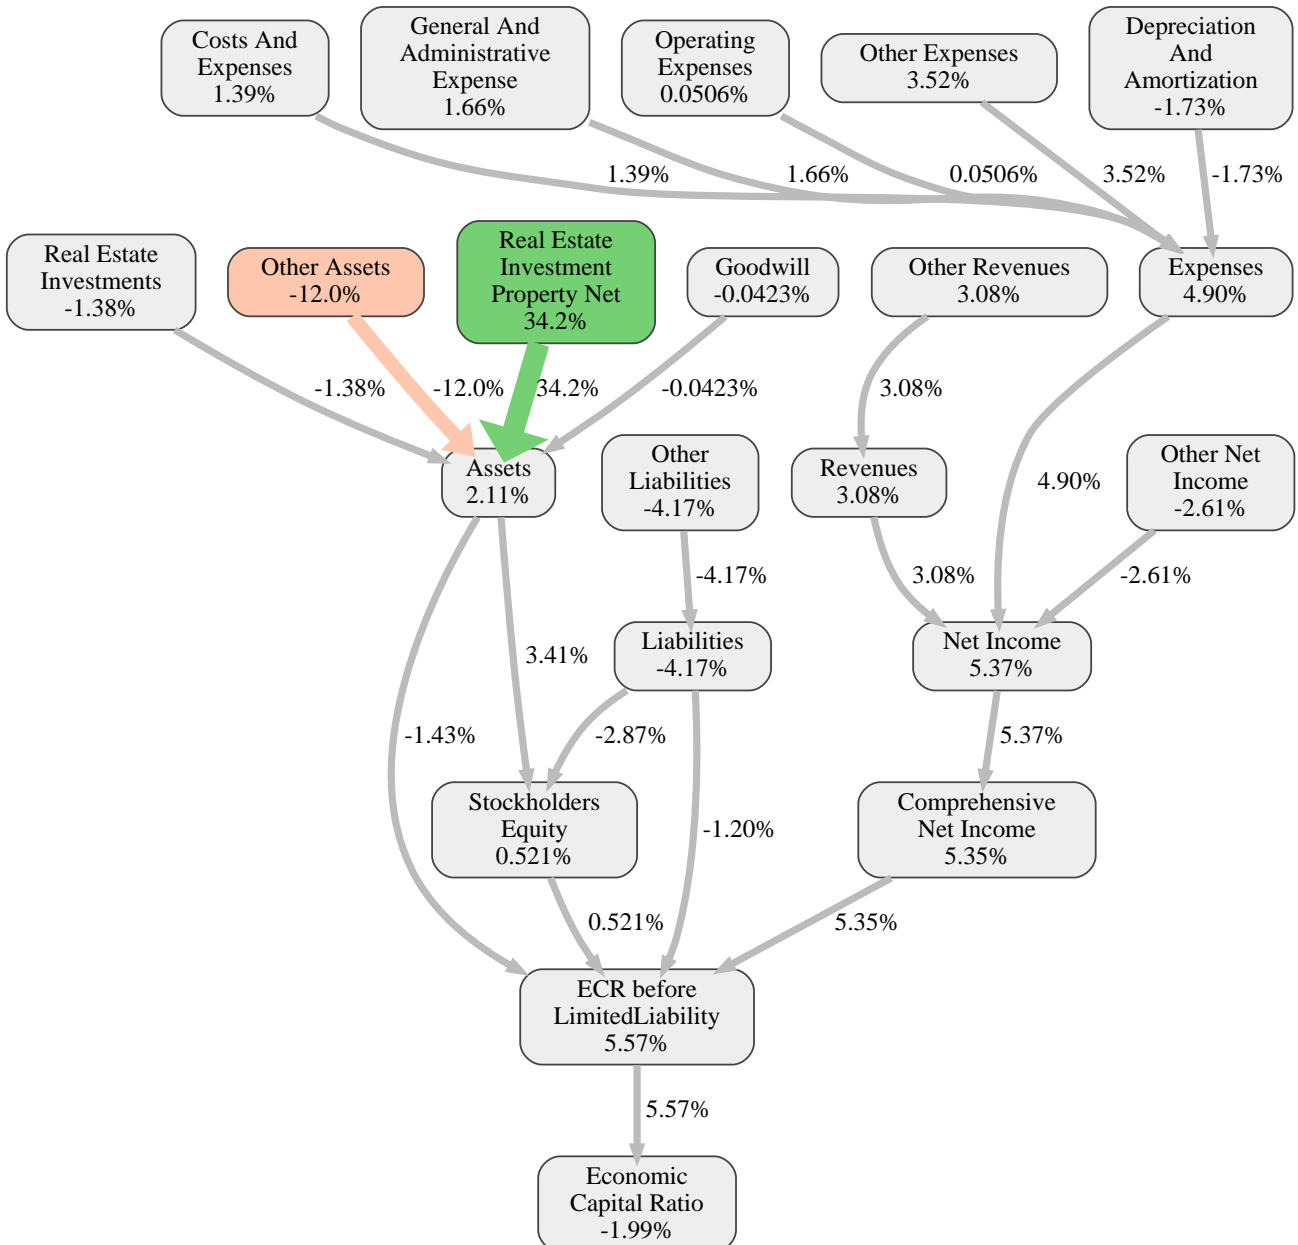 Costs And
Expenses
1.39%
General And
Administrative
Expense
1.66%
Operating
Expenses
0.0506%
Other Expenses
3.52%
Depreciation
And
Amortization
-1.73%
1.39%
1.66%
0.0506%
3.52%
-1.73%
Real Estate
Investments
-1.38%
Other Assets
-12.0%
Real Estate
Investment
Property Net
34.2%
Goodwill
-0.0423%
Other Revenues
3.08%
Expenses
4.90%
-1.38%
-12.0%
34.2%
-0.0423%
3.08%
4.90%
Assets
2.11%
Other
Liabilities
-4.17%
Revenues
3.08%
Other Net
Income
-2.61%
3.41%
-4.17%
3.08%
-2.61%
Liabilities
-4.17%
Net Income
5.37%
-1.43%
-2.87%
-1.20%
5.37%
Stockholders
Equity
0.521%
Comprehensive
Net Income
5.35%
0.521%
5.35%
ECR before
LimitedLiability
5.57%
5.57%
Economic
Capital Ratio
-1.99%